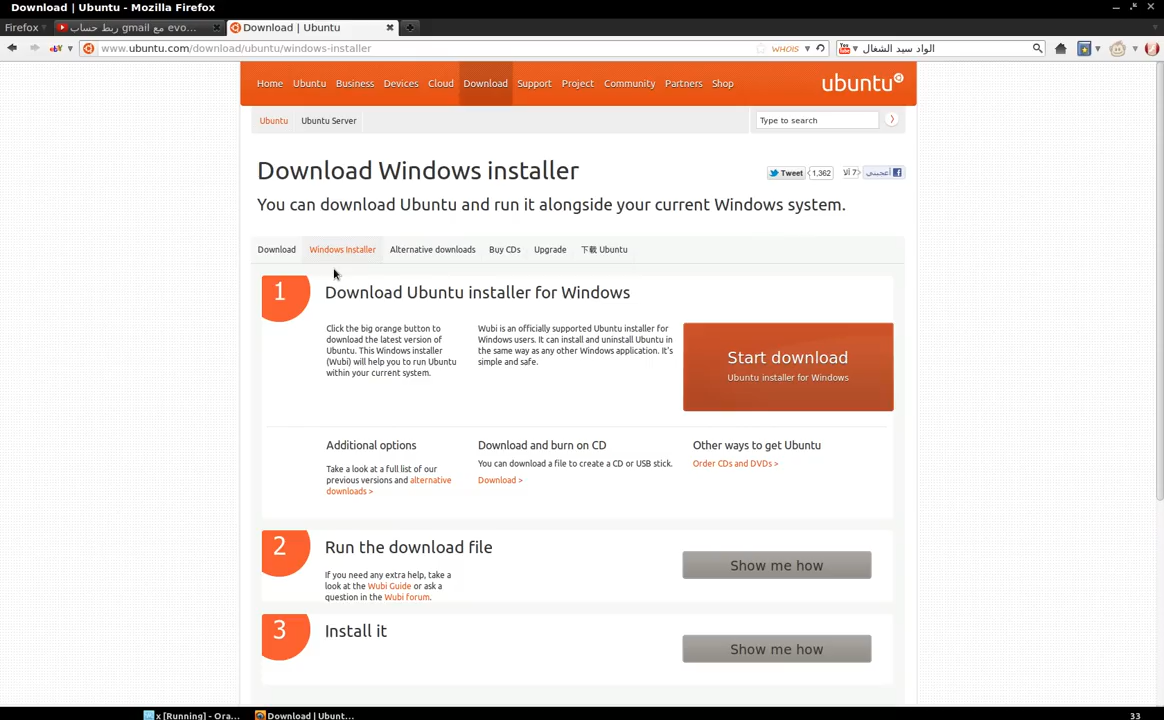 Download | Ubuntu - Mozilla Firefox
Firefox
ربط حساب gmail مع evo...
Download | Ubuntu
www.ubuntu.com/download/ubuntu/windows-installer
WHOIS
الواد سيد الشغال
Home Ubuntu Business Devices Cloud Download Support Project Community Partners Shop
ubuntu
Ubuntu Ubuntu Server
Type to search
Download Windows installer
Tweet 1,362
أعجبني
You can download Ubuntu and run it alongside your current Windows system.
Download Windows Installer Alternative downloads Buy CDs Upgrade 下载 Ubuntu
1
Download Ubuntu installer for Windows
Click the big orange button to
download the latest version of
Ubuntu. This Windows installer
(Wubi) will help you to run Ubuntu
within your current system.
Wubi is an officially supported Ubuntu installer for
Windows users. It can install and uninstall Ubuntu in
the same way as any other Windows application. It's
simple and safe.
Start download
Ubuntu installer for Windows
Additional options
Take a look at a full list of our
previous versions and alternative
downloads >
Download and burn on CD
You can download a file to create a CD or USB stick.
Download >
Other ways to get Ubuntu
Order CDs and DVDs >
2
Run the download file
If you need any extra help, take a
look at the Wubi Guide or ask a
question in the Wubi forum.
Show me how
3
Install it
Show me how
x [Running] - Ora...
Download | Ubunt...
33